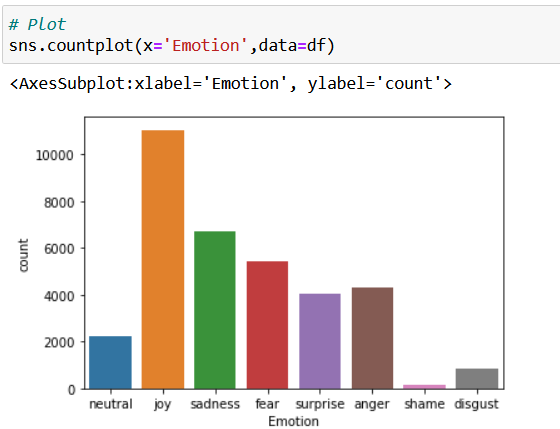 # Plot
sns.countplot(x='Emotion',data=df)
<AxesSubplot:xlabel='Emotion', ylabel='count'>
10000
8000
6000
4000
2000
0
count
neutral joy sadness fear surprise anger shame disgust
Emotion